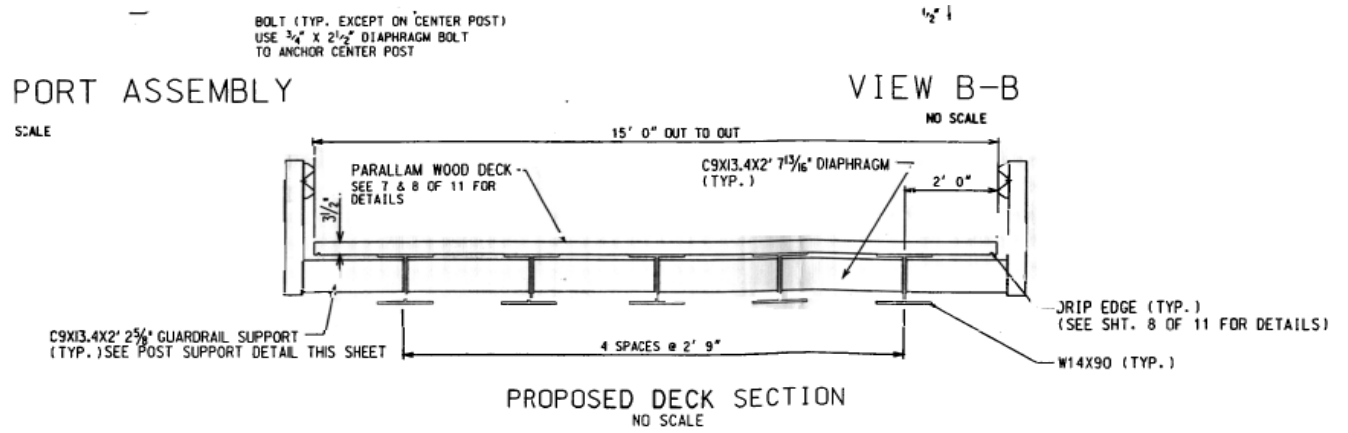 BOLT (TYP. EXCEPT ON CENTER POST)
USE 3/4" X 2 1/2" DIAPHRAGM BOLT
TO ANCHOR CENTER POST
1/2"
PORT ASSEMBLY
SCALE
VIEW B-B
NO SCALE
15' 0" OUT TO OUT
PARALLAM WOOD DECK
SEE 7 & 8 OF 11 FOR
DETAILS
C9X13.4X2' 7 13/16" DIAPHRAGM
(TYP.)
2' 0"
3 1/2"
C9X13.4X2' 2 5/8" GUARDRAIL SUPPORT
(TYP.) SEE POST SUPPORT DETAIL THIS SHEET
4 SPACES @ 2' 9"
DRIP EDGE (TYP.)
(SEE SHT. 8 OF 11 FOR DETAILS)
W14X90 (TYP.)
PROPOSED DECK SECTION
NO SCALE